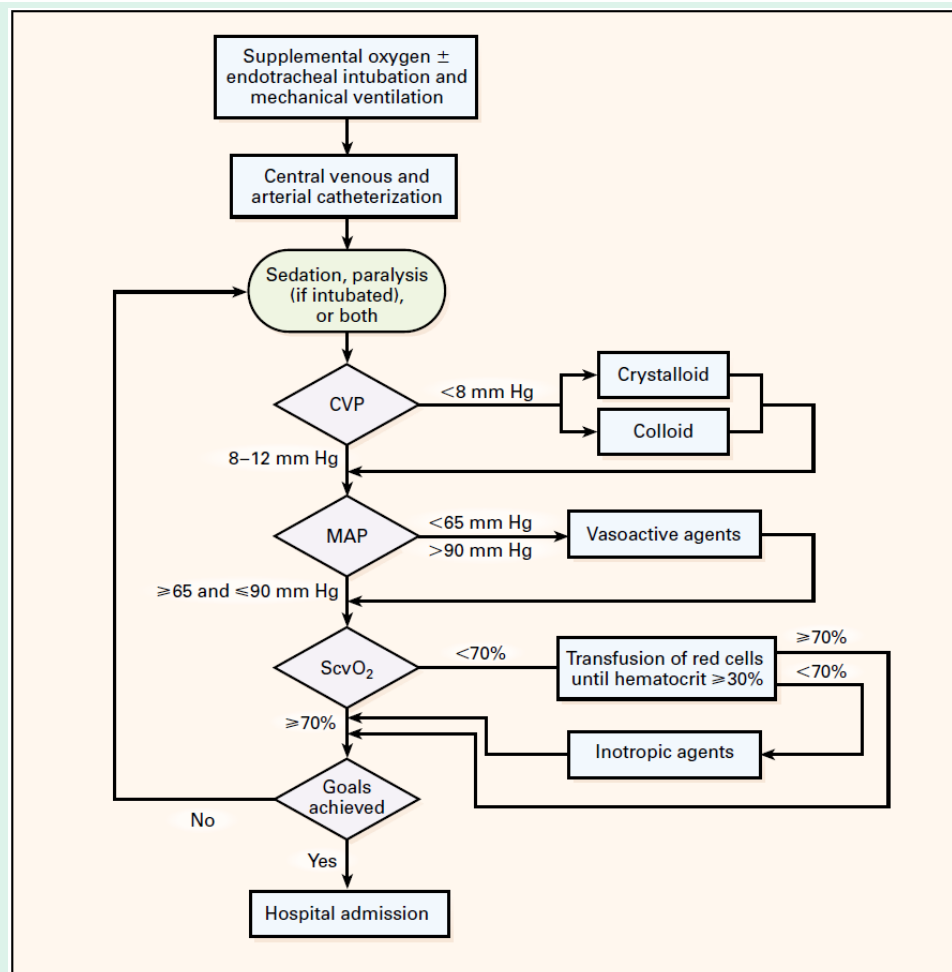 Supplemental oxygen ±
endotracheal intubation and
mechanical ventilation
Central venous and
arterial catheterization
Sedation, paralysis
(if intubated),
or both
CVP
<8 mm Hg
Crystalloid
Colloid
8–12 mm Hg
MAP
<65 mm Hg
>90 mm Hg
Vasoactive agents
≥65 and ≤90 mm Hg
ScvO₂
<70%
Transfusion of red cells
until hematocrit ≥30%
≥70%
<70%
≥70%
Inotropic agents
Goals
achieved
No
Yes
Hospital admission